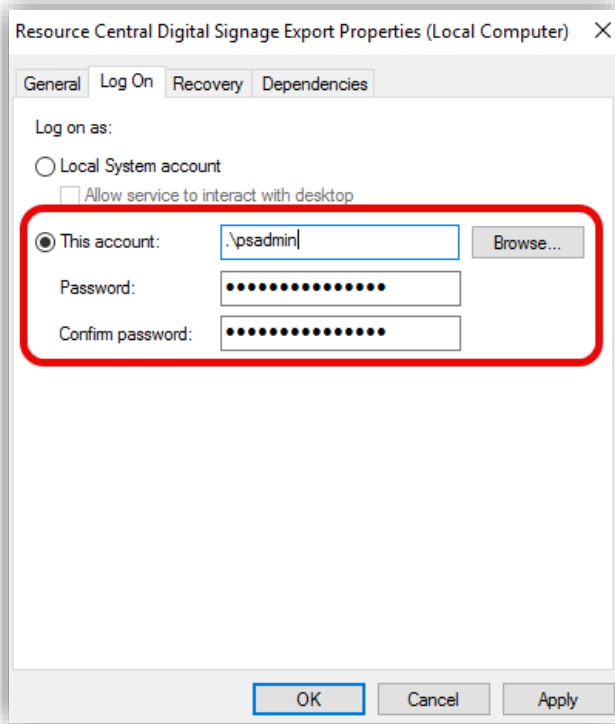 Resource Central Digital Signage Export Properties (Local Computer)
General Log On Recovery Dependencies
Log on as:
Local System account
Allow service to interact with desktop
This account: .\psadmin Browse...
Password: ●●●●●●●●●●●●●●●
Confirm password: ●●●●●●●●●●●●●●●
OK Cancel Apply